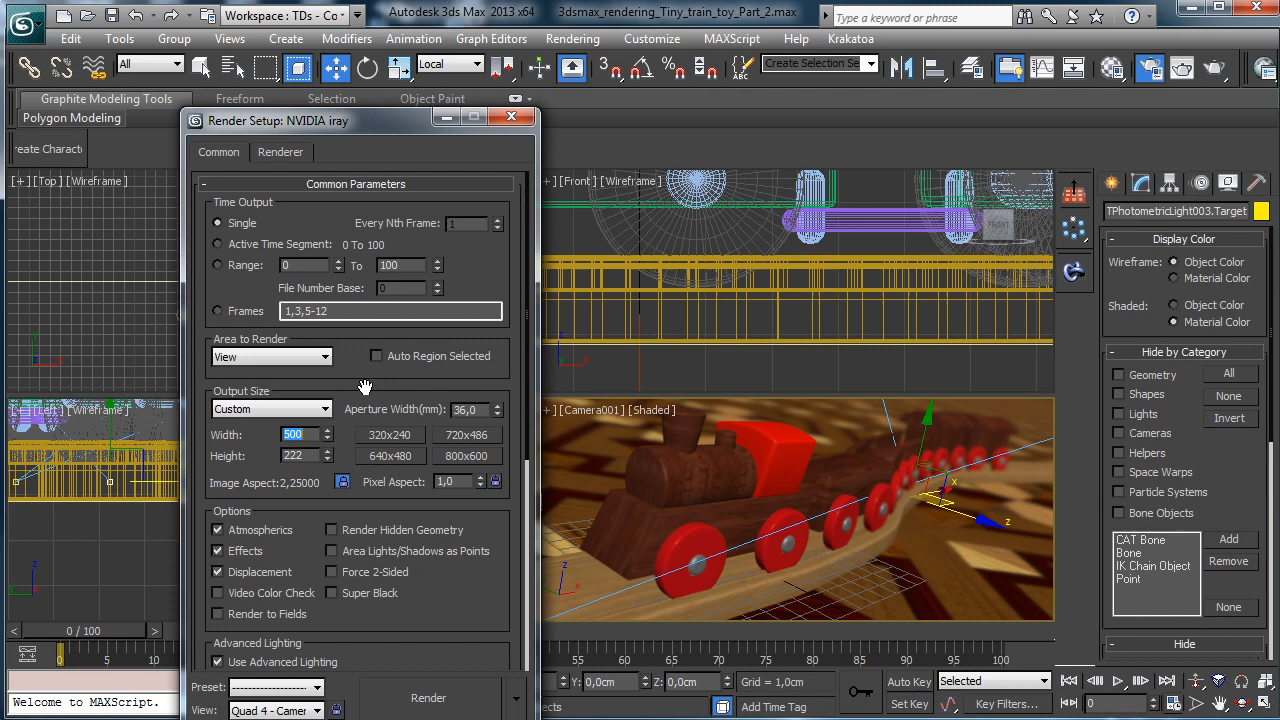 Workspace : TDs - Co
Autodesk 3ds Max 2013 x64
3dsmax_rendering_Tiny_train_toy_Part_2.max
Type a keyword or phrase
Edit Tools Group Views Create Modifiers Animation Graph Editors Rendering Customize MAXScript Help Krakatoa
All
Local
3
Create Selection Se
Graphite Modeling Tools Freeform Selection Object Paint
Polygon Modeling
reate Charact
Render Setup: NVIDIA iray
Common Renderer
- Common Parameters
Time Output
Single Every Nth Frame: 1
Active Time Segment: 0 To 100
Range: 0 To 100
File Number Base: 0
Frames 1,3,5-12
Area to Render
View Auto Region Selected
Output Size
Custom Aperture Width(mm): 36,0
Width: 500 320x240 720x486
Height: 222 640x480 800x600
Image Aspect: 2,25000 Pixel Aspect: 1,0
Options
Atmospherics Render Hidden Geometry
Effects Area Lights/Shadows as Points
Displacement Force 2-Sided
Video Color Check Super Black
Render to Fields
Advanced Lighting
Use Advanced Lighting
Preset: --------------------
View: Quad 4 - Camer
Render
[+] [Top] [Wireframe]
+] [Front] [Wireframe]
FRONT
[+] [Left] [Wireframe]
+] [Camera001] [Shaded]
x
z
TPhotometricLight003.Target
- Display Color
Wireframe: Object Color
Material Color
Shaded: Object Color
Material Color
- Hide by Category
Geometry All
Shapes None
Lights Invert
Cameras
Helpers
Space Warps
Particle Systems
Bone Objects
CAT Bone Add
Bone Remove
IK Chain Object
Point
None
- Hide
< 0 / 100 >
0 5 10 55 60 65 70 75 80 85 90 95 100
Welcome to MAXScript.
Y: 0,0cm Z: 0,0cm Grid = 1,0cm
Add Time Tag
Auto Key Selected
Set Key Key Filters...
0